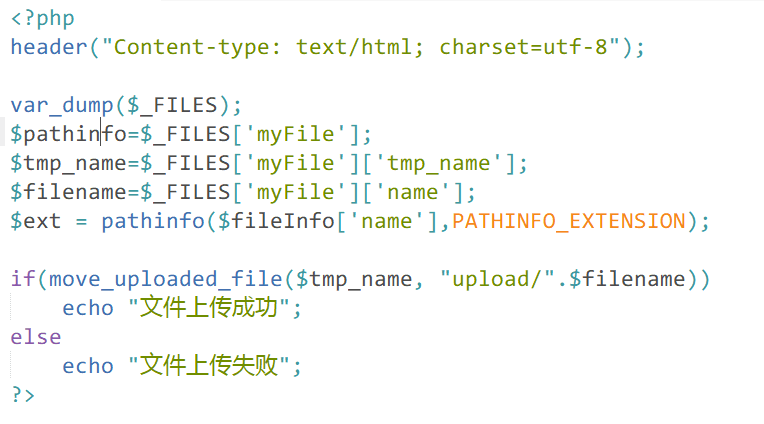 <?php
header("Content-type: text/html; charset=utf-8");
var_dump($_FILES);
$pathinfo=$_FILES['myFile'];
$tmp_name=$_FILES['myFile']['tmp_name'];
$filename=$_FILES['myFile']['name'];
$ext = pathinfo($fileInfo['name'],PATHINFO_EXTENSION);
if(move_uploaded_file($tmp_name, "upload/".$filename))
echo "文件上传成功";
else
echo "文件上传失败";
?>